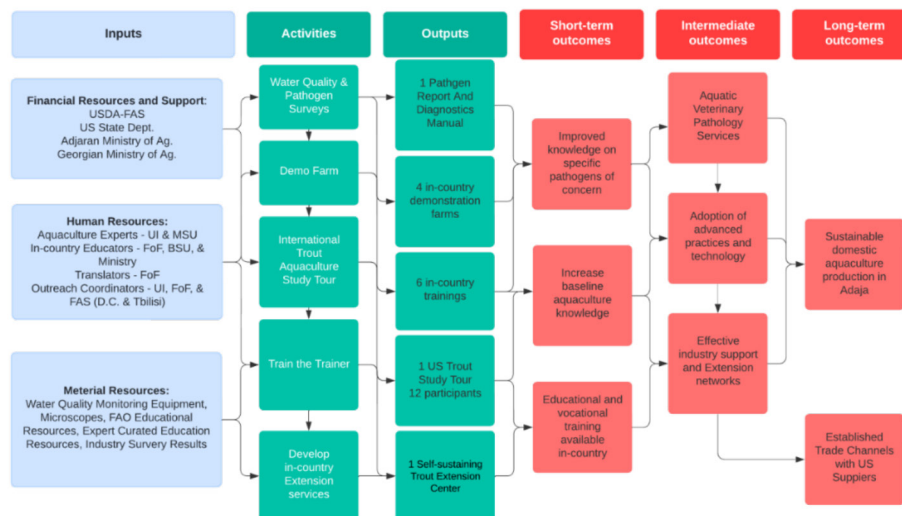 Inputs
Activities
Outputs
Short-term
outcomes
Intermediate
outcomes
Long-term
outcomes
Financial Resources and Support:
USDA-FAS
US State Dept.
Adjaran Ministry of Ag.
Georgian Ministry of Ag.
Human Resources:
Aquaculture Experts - UI & MSU
In-country Educators - FoF, BSU, &
Ministry
Translators - FoF
Outreach Coordinators - UI, FoF, &
FAS (D.C. & Tbilisi)
Meterial Resources:
Water Quality Monitoring Equipment,
Microscopes, FAO Educational
Resources, Expert Curated Education
Resources, Industry Survery Results
Water Quality &
Pathogen
Surveys
Demo Farm
International
Trout
Aquaculture
Study Tour
Train the Trainer
Develop
in-country
Extension
services
1 Pathgen
Report And
Diagnostics
Manual
4 in-country
demonstration
farms
6 in-country
trainings
1 US Trout
Study Tour
12 participants
1 Self-sustaining
Trout Extension
Center
Improved
knowledge on
specific
pathogens of
concern
Increase
baseline
aquaculture
knowledge
Educational and
vocational
training
available
in-country
Aquatic
Veterinary
Pathology
Services
Adoption of
advanced
practices and
technology
Effective
industry support
and Extension
networks
Sustainable
domestic
aquaculture
production in
Adaja
Established
Trade Channels
with US
Suppiers